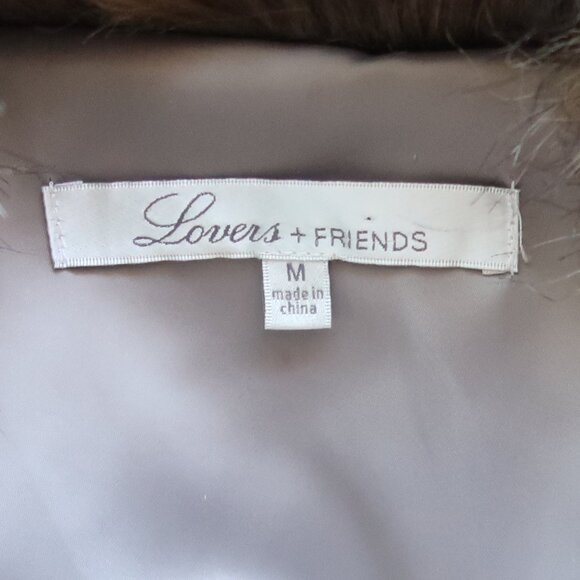 Lovers + FRIENDS
M
made in
china